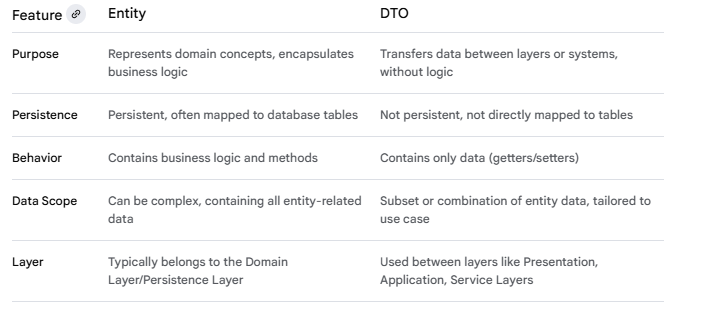 Feature Entity DTO
Purpose Represents domain concepts, encapsulates Transfers data between layers or systems,
business logic without logic
Persistence Persistent, often mapped to database tables Not persistent, not directly mapped to tables
Behavior Contains business logic and methods Contains only data (getters/setters)
Data Scope Can be complex, containing all entity-related Subset or combination of entity data, tailored to
data use case
Layer Typically belongs to the Domain Used between layers like Presentation,
Layer/Persistence Layer Application, Service Layers